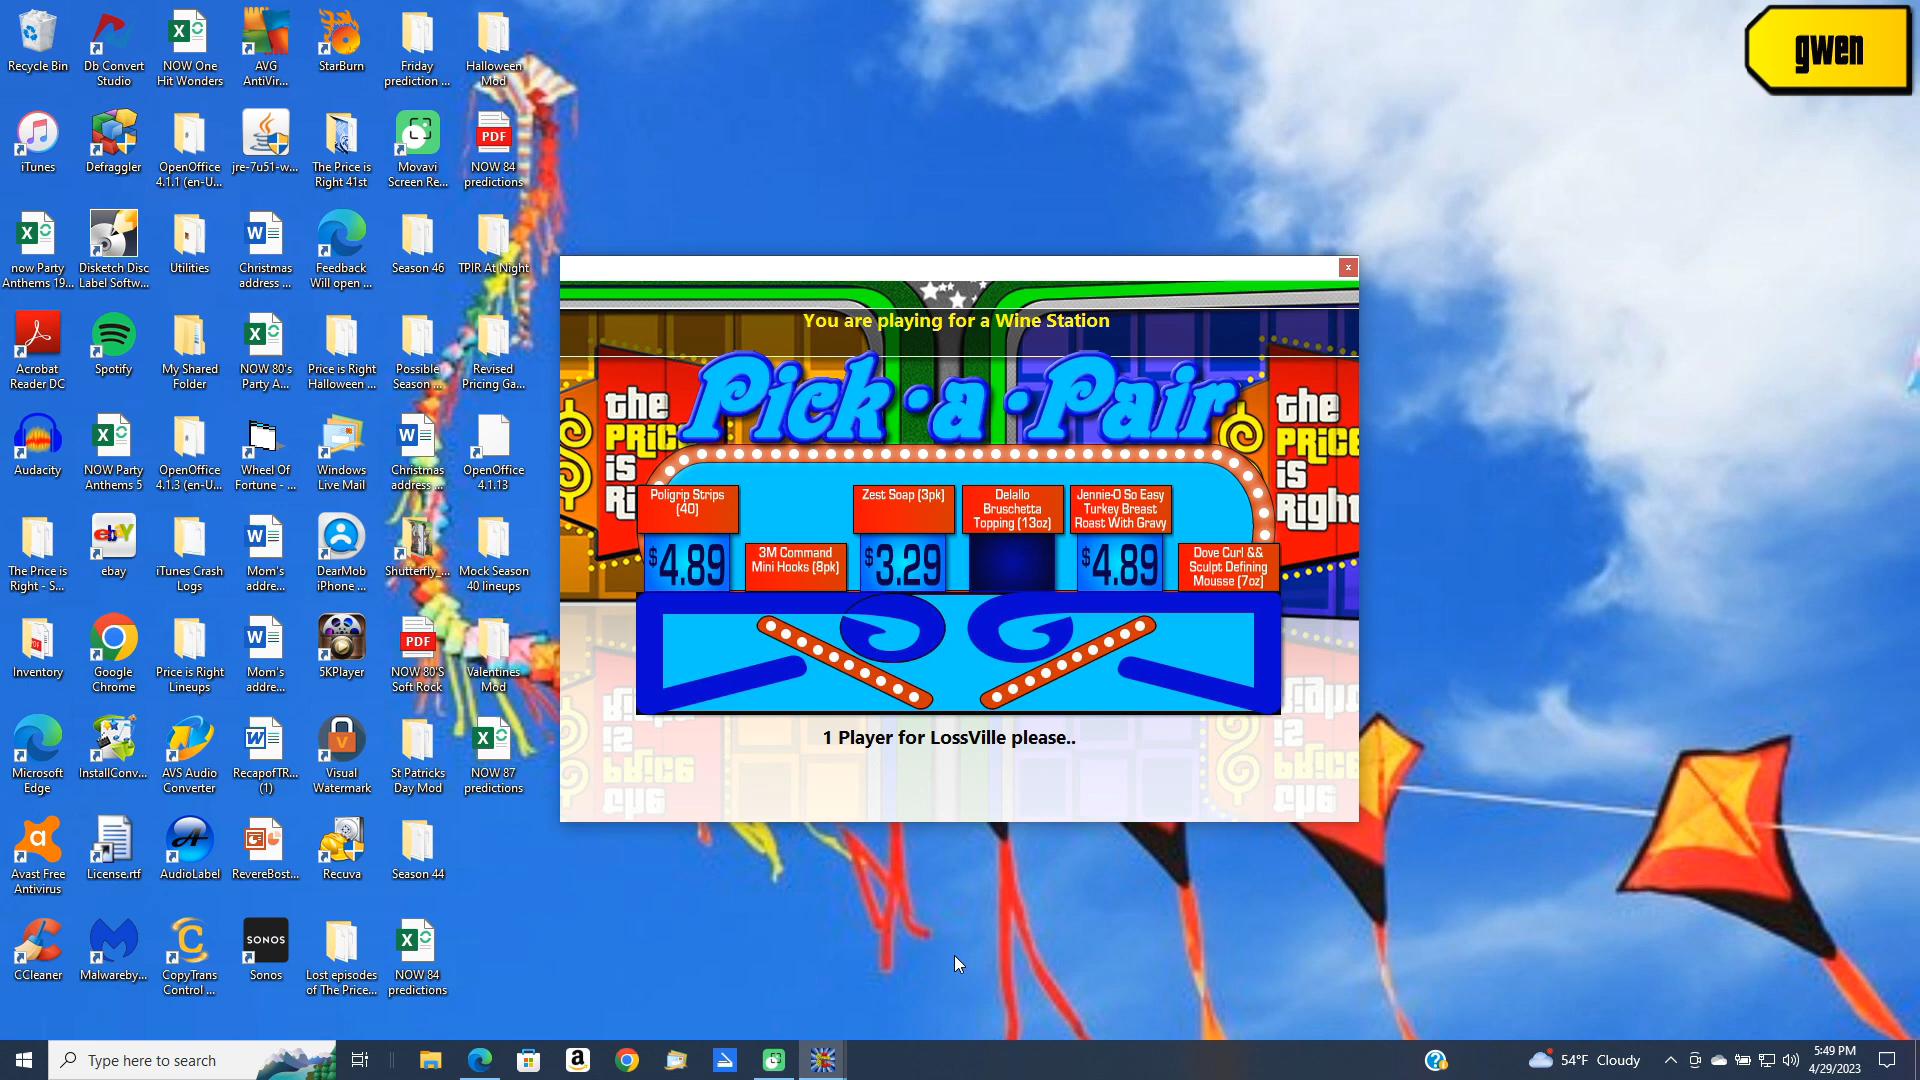 Recycle Bin
Db Convert
Studio
NOW One
Hit Wonders
AVG
AntiVir...
StarBurn
Friday
prediction ...
Halloween
Mod
gwen
iTunes
Defraggler
OpenOffice
4.1.1 (en-U...
jre-7u51-w...
The Price is
Right 41st
Movavi
Screen Re...
PDF
NOW 84
predictions
now Party
Anthems 19...
Disketch Disc
Label Softw...
Utilities
Christmas
address ...
Feedback
Will open ...
Season 46
TPIR At Night
Acrobat
Reader DC
Spotify
My Shared
Folder
NOW 80's
Party A...
Price is Right
Halloween ...
Possible
Season ...
Revised
Pricing Ga...
Audacity
NOW Party
Anthems 5
OpenOffice
4.1.3 (en-U...
Wheel Of
Fortune - ...
Windows
Live Mail
Christmas
address ...
OpenOffice
4.1.13
The Price is
Right - S...
ebay
iTunes Crash
Logs
Mom's
addre...
DearMob
iPhone ...
Shutterfly_...
Mock Season
40 lineups
Inventory
Google
Chrome
Price is Right
Lineups
Mom's
addre...
5KPlayer
PDF
NOW 80'S
Soft Rock
Valentines
Mod
Microsoft
Edge
InstallConv...
AVS Audio
Converter
RecapofTR...
(1)
Visual
Watermark
St Patricks
Day Mod
NOW 87
predictions
Avast Free
Antivirus
License.rtf
AudioLabel
RevereBost...
Recuva
Season 44
CCleaner
Malwareby...
CopyTrans
Control ...
SONOS
Sonos
Lost episodes
of The Price...
NOW 84
predictions
x
You are playing for a Wine Station
Pick·a·Pair
the
PRiC
is
Ri
the
PRiCE
is
Right
Poligrip Strips
(40)
$4.89
3M Command
Mini Hooks (8pk)
Zest Soap (3pk)
$3.29
Delallo
Bruschetta
Topping (13oz)
Jennie-O So Easy
Turkey Breast
Roast With Gravy
$4.89
Dove Curl &&
Sculpt Defining
Mousse (7oz)
1 Player for LossVille please..
Type here to search
54°F Cloudy
5:49 PM
4/29/2023